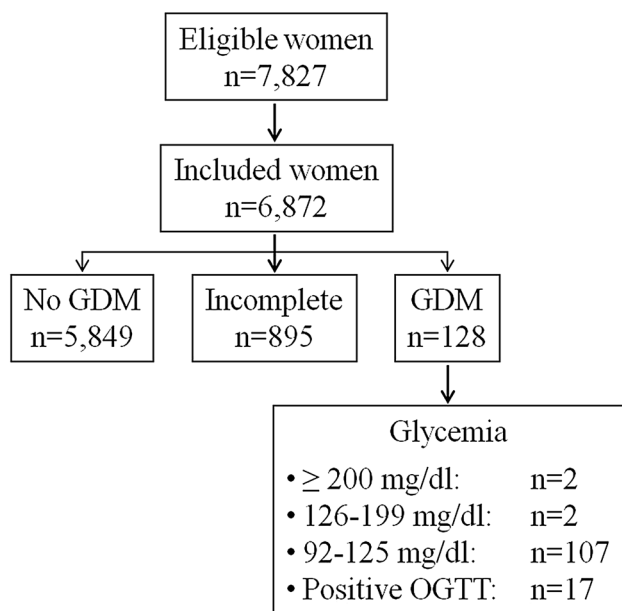 Eligible women
n=7,827
Included women
n=6,872
No GDM
n=5,849
Incomplete
n=895
GDM
n=128
Glycemia
• ≥ 200 mg/dl: n=2
• 126-199 mg/dl: n=2
• 92-125 mg/dl: n=107
• Positive OGTT: n=17